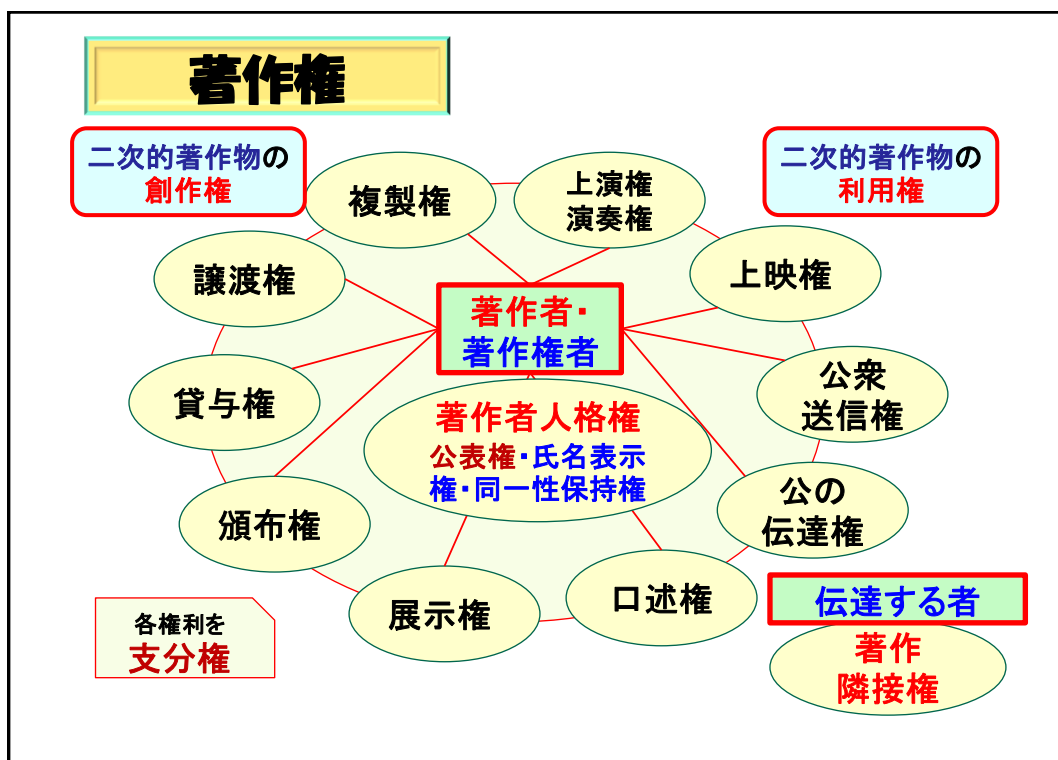 著作権
二次的著作物の
創作権
二次的著作物の
利用権
複製権
上演権
演奏権
譲渡権
上映権
著作者・
著作権者
貸与権
公衆
送信権
著作者人格権
公表権・氏名表示
権・同一性保持権
頒布権
公の
伝達権
展示権
口述権
伝達する者
著作
隣接権
各権利を
支分権